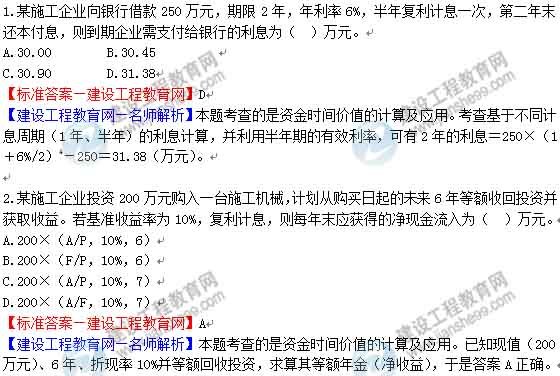 1.某施工企业向银行借款 250 万元，期限 2 年，年利率 6%，半年复利计息一次，第二年末
还本付息，则到期企业需支付给银行的利息为（ ）万元。
A.30.00 B.30.45
C.30.90 D.31.38
【标准答案—建设工程教育网】D
【建设工程教育网—名师解析】本题考查的是资金时间价值的计算及应用。考查基于不同计
息周期（1 年、半年）的利息计算，并利用半年期的有效利率，可有 2 年的利息＝250×（1
＋6%/2）⁴－250＝31.38（万元）。
2.某施工企业投资 200 万元购入一台施工机械，计划从购买日起的未来 6 年等额收回投资并
获取收益。若基准收益率为 10%，复利计息，则每年末应获得的净现金流入为（ ）万元。
A.200×（A/P，10%，6）
B.200×（F/P，10%，6）
C.200×（A/P，10%，7）
D.200×（A/F，10%，7）
【标准答案—建设工程教育网】A
【建设工程教育网—名师解析】本题考查的是资金时间价值的计算及应用。已知现值（200
万元）、6 年、折现率 10%并等额回收投资，求算其等额年金（净收益），于是答案 A 正确。